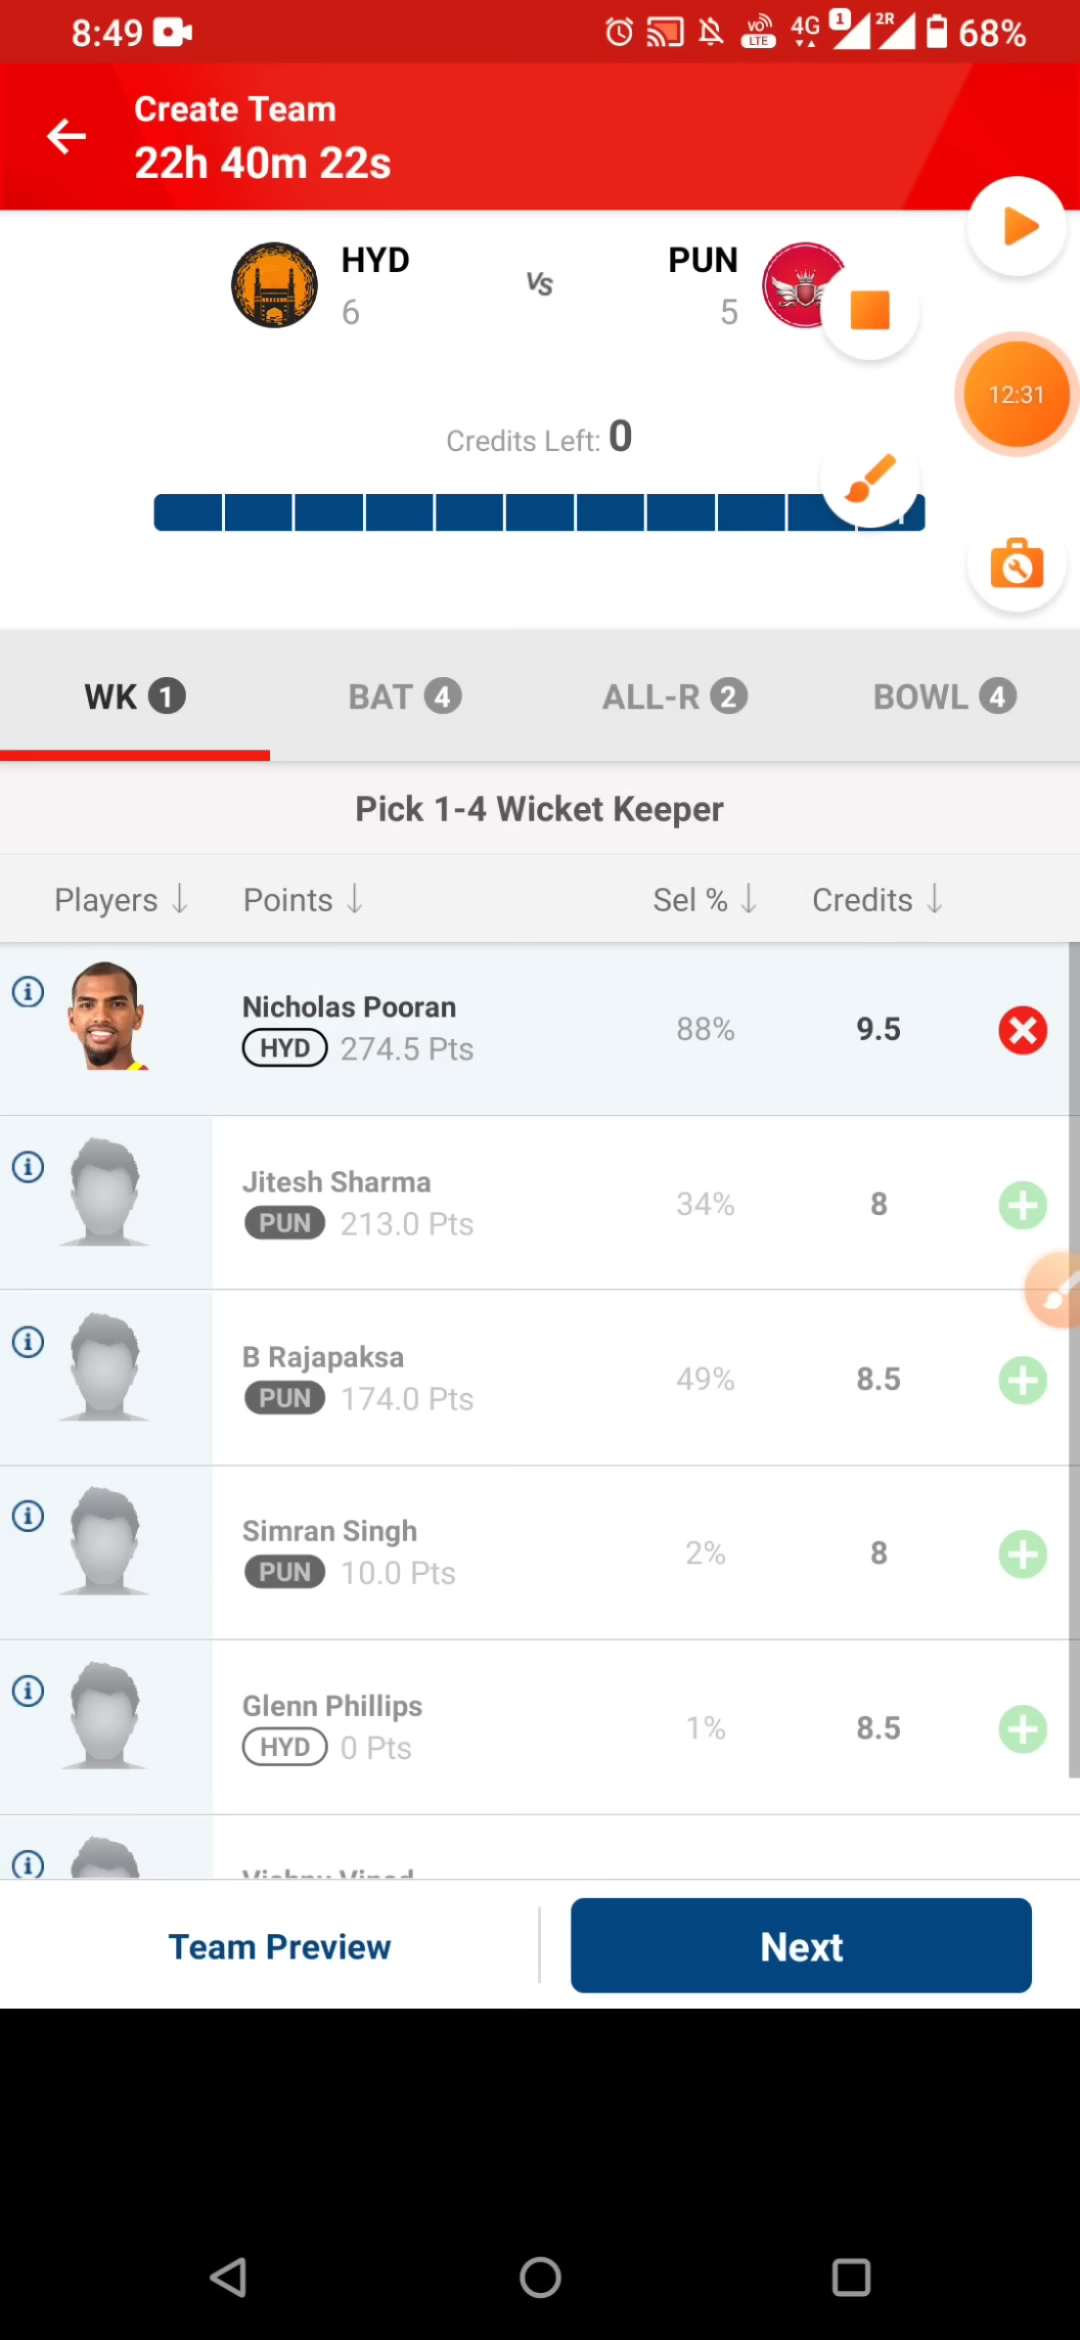 8:49 VO LTE 4G 1 2R 68%
Create Team
22h 40m 22s
HYD Vs PUN
6 5
12:31
Credits Left: 0
WK 1 BAT 4 ALL-R 2 BOWL 4
Pick 1-4 Wicket Keeper
Players ↓ Points ↓ Sel % ↓ Credits ↓
Nicholas Pooran
HYD 274.5 Pts 88% 9.5
Jitesh Sharma
PUN 213.0 Pts 34% 8
B Rajapaksa
PUN 174.0 Pts 49% 8.5
Simran Singh
PUN 10.0 Pts 2% 8
Glenn Phillips
HYD 0 Pts 1% 8.5
Team Preview Next